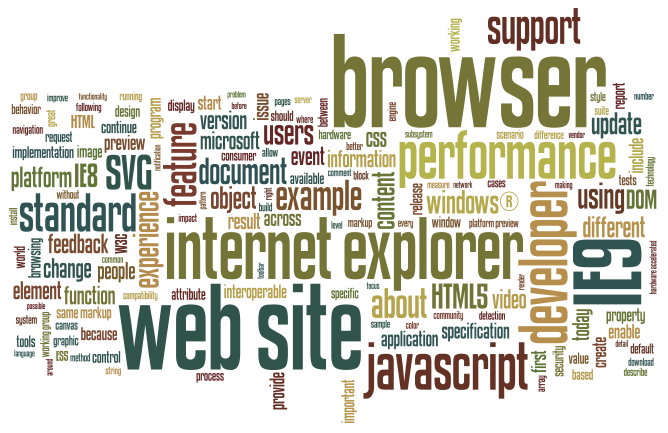 support
working
browser
group
improve
functionality
running
problem
pages
server
behavior
great
following
design
program
display
start
before
issue
between
engine
style
report
number
navigation
HTML
continue
version
should
where
suite
request
preview
notification
feature
microsoft
users
hardware
CSS
subsystem
scenario
difference
vendor
update
implementation
image
consumer
allow
event
better
information
performance
include
technology
platform
IE8
SVG
document
available
comment
block
content
measure
network
cases
making
tests
without
patterns
object
right
build
example
release
windows®
developer
using
DOM
install
standard
experience
impact
result
across
level
markup
every
window
platform preview
different
world
browsing
feedback
W3C
internet explorer
IE9
hardware accelerated
change
common
people
toolbar
render
element
function
compatibility
attribute
interoperable
specific
focus
about
HTML5
video
possible
system
same markup
web site
sample
color
community
detection
today
property
working group
canvas
because
application
specification
enable
tools
graphic
detail
language
ES5
method
control
javascript
first
security
value
create
default
download
pursue
string
process
provide
important
array
based
describe